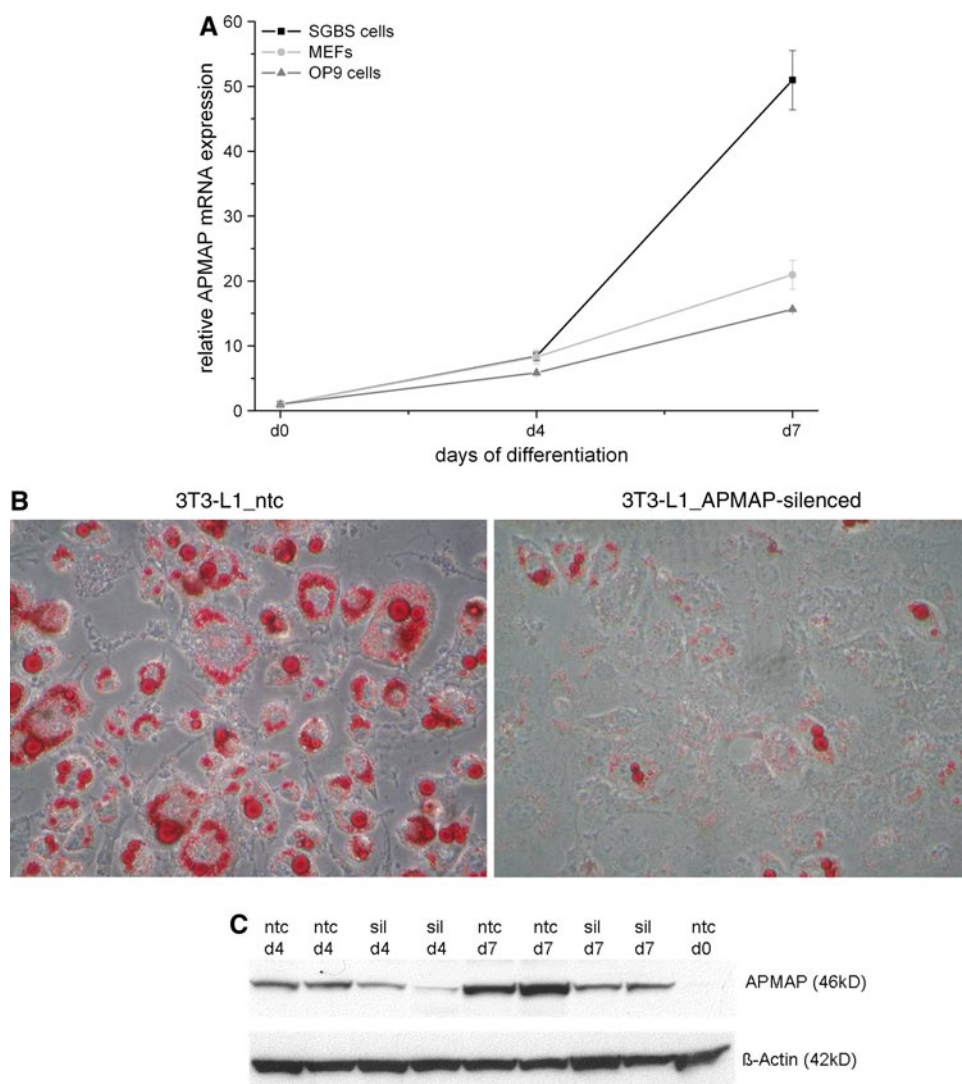 A
SGBS cells
MEFs
OP9 cells
relative APMAP mRNA expression
60
50
40
30
20
10
0
d0 d4 d7
days of differentiation
B
3T3-L1_ntc 3T3-L1_APMAP-silenced
C
ntc ntc sil sil ntc ntc sil sil ntc
d4 d4 d4 d4 d7 d7 d7 d7 d0
APMAP (46kD)
ß-Actin (42kD)